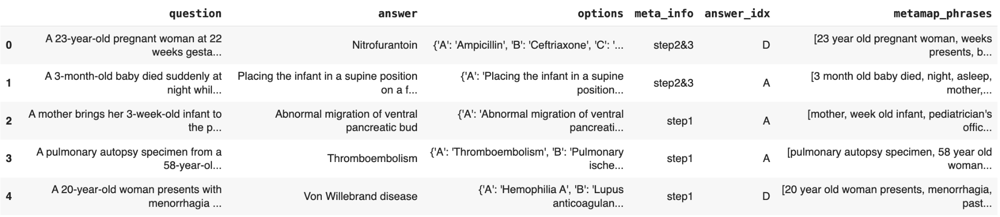 question answer options meta_info answer_idx metamap_phrases
0 A 23-year-old pregnant woman at 22 weeks gesta... Nitrofurantoin {'A': 'Ampicillin', 'B': 'Ceftriaxone', 'C': '... step2&3 D [23 year old pregnant woman, weeks presents, b...
1 A 3-month-old baby died suddenly at night whil... Placing the infant in a supine position on a f... {'A': 'Placing the infant in a supine position... step2&3 A [3 month old baby died, night, asleep, mother,...
2 A mother brings her 3-week-old infant to the p... Abnormal migration of ventral pancreatic bud {'A': 'Abnormal migration of ventral pancreati... step1 A [mother, week old infant, pediatrician's offic...
3 A pulmonary autopsy specimen from a 58-year-ol... Thromboembolism {'A': 'Thromboembolism', 'B': 'Pulmonary ische... step1 A [pulmonary autopsy specimen, 58 year old woman...
4 A 20-year-old woman presents with menorrhagia ... Von Willebrand disease {'A': 'Hemophilia A', 'B': 'Lupus anticoagulan... step1 D [20 year old woman presents, menorrhagia, past...